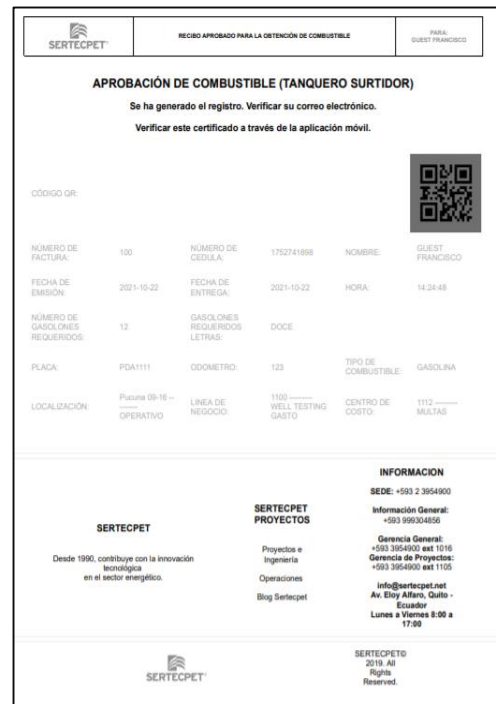 SERTECPET
RECIBO APROBADO PARA LA OBTENCIÓN DE COMBUSTIBLE
PARA:
GUEST FRANCISCO
APROBACIÓN DE COMBUSTIBLE (TANQUERO SURTIDOR)
Se ha generado el registro. Verificar su correo electrónico.
Verificar este certificado a través de la aplicación móvil.
CÓDIGO QR:
NÚMERO DE
FACTURA:
100
NÚMERO DE
CEDULA:
1752741898
NOMBRE:
GUEST
FRANCISCO
FECHA DE
EMISIÓN:
2021-10-22
FECHA DE
ENTREGA:
2021-10-22
HORA:
14:24:48
NÚMERO DE
GASOLONES
REQUERIDOS:
12
GASOLONES
REQUERIDOS
LETRAS:
DOCE
PLACA:
PDA1111
ODOMETRO:
123
TIPO DE
COMBUSTIBLE:
GASOLINA
LOCALIZACIÓN:
Pucuna 09-16 --
-------
OPERATIVO
LINEA DE
NEGOCIO:
1100 ---------
WELL TESTING
GASTO
CENTRO DE
COSTO:
1112 ---------
MULTAS
SERTECPET
Desde 1990, contribuye con la innovación
tecnológica
en el sector energético.
SERTECPET
PROYECTOS
Proyectos e
Ingeniería
Operaciones
Blog Sertecpet
INFORMACION
SEDE: +593 2 3954900
Información General:
+593 999304856
Gerencia General:
+593 3954900 ext 1016
Gerencia de Proyectos:
+593 3954900 ext 1105
info@sertecpet.net
Av. Eloy Alfaro, Quito -
Ecuador
Lunes a Viernes 8:00 a
17:00
SERTECPET
SERTECPET©
2019. All
Rights
Reserved.